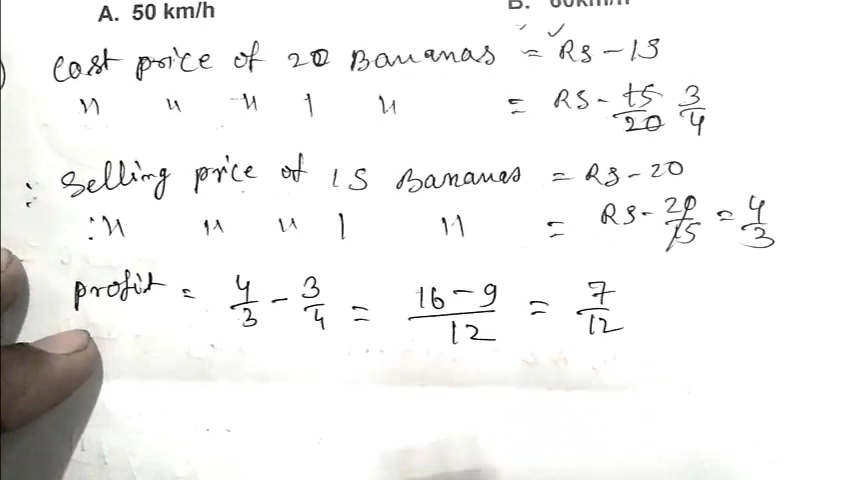 A. 50 km/h B. 60km/h
) Cost price of 20 Bananas = RS - 15
" " " 1 " = RS - 15/20 3/4
: Selling price of 15 Bananas = RS - 20
: " " " 1 " = RS - 20/15 = 4/3
profit = 4/3 - 3/4 = 16 - 9/12 = 7/12